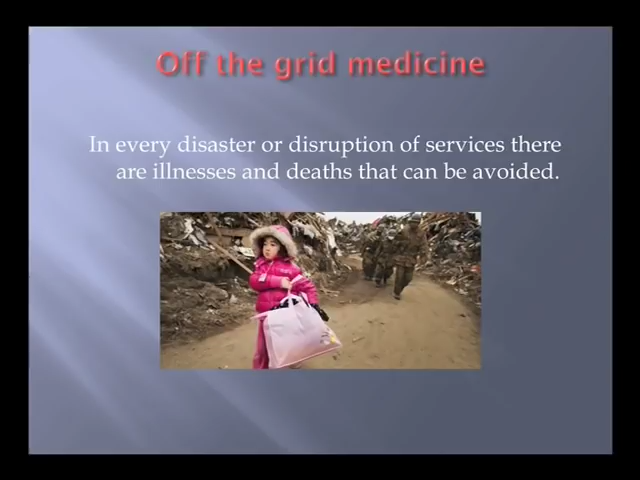 Off the grid medicine
In every disaster or disruption of services there
are illnesses and deaths that can be avoided.